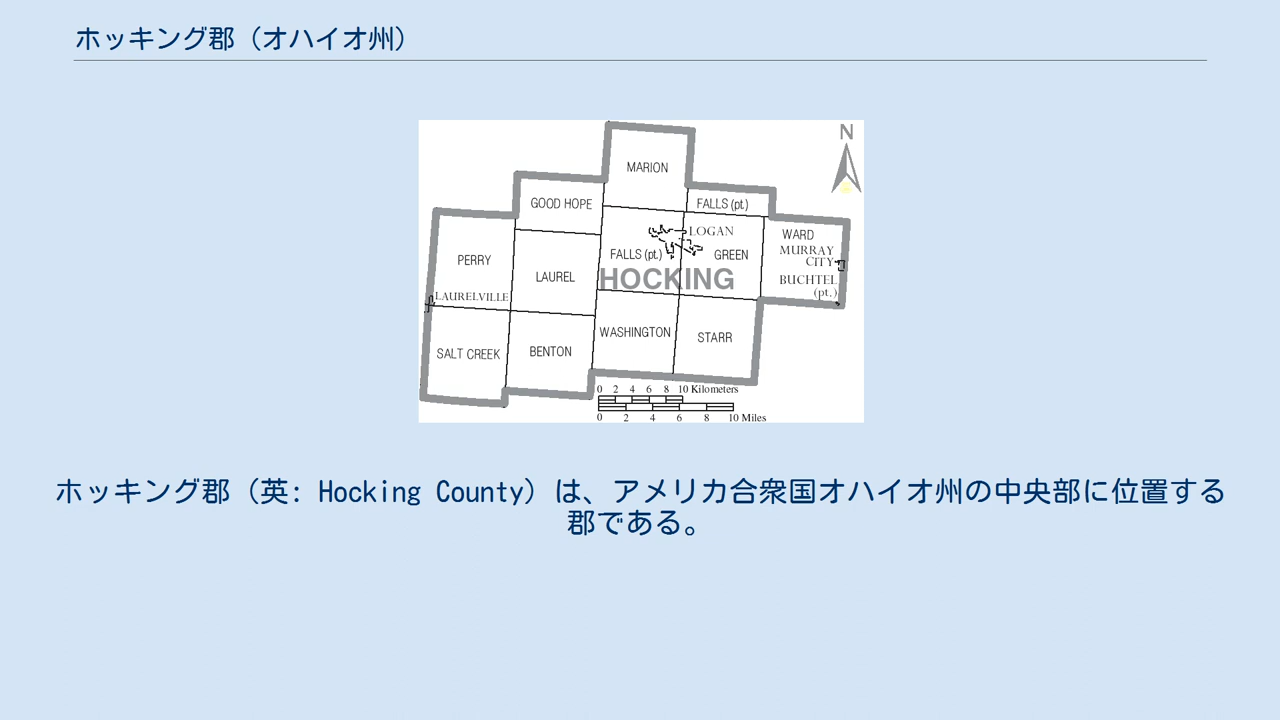 ホッキング郡（オハイオ州）
N
MARION
GOOD HOPE
FALLS (pt.)
LOGAN
WARD
PERRY
FALLS (pt.)
GREEN
MURRAY
CITY
LAUREL
HOCKING
BUCHTEL
(pt.)
LAURELVILLE
WASHINGTON
STARR
SALT CREEK
BENTON
0 2 4 6 8 10 Kilometers
0 2 4 6 8 10 Miles
ホッキング郡（英: Hocking County）は、アメリカ合衆国オハイオ州の中央部に位置する
郡である。